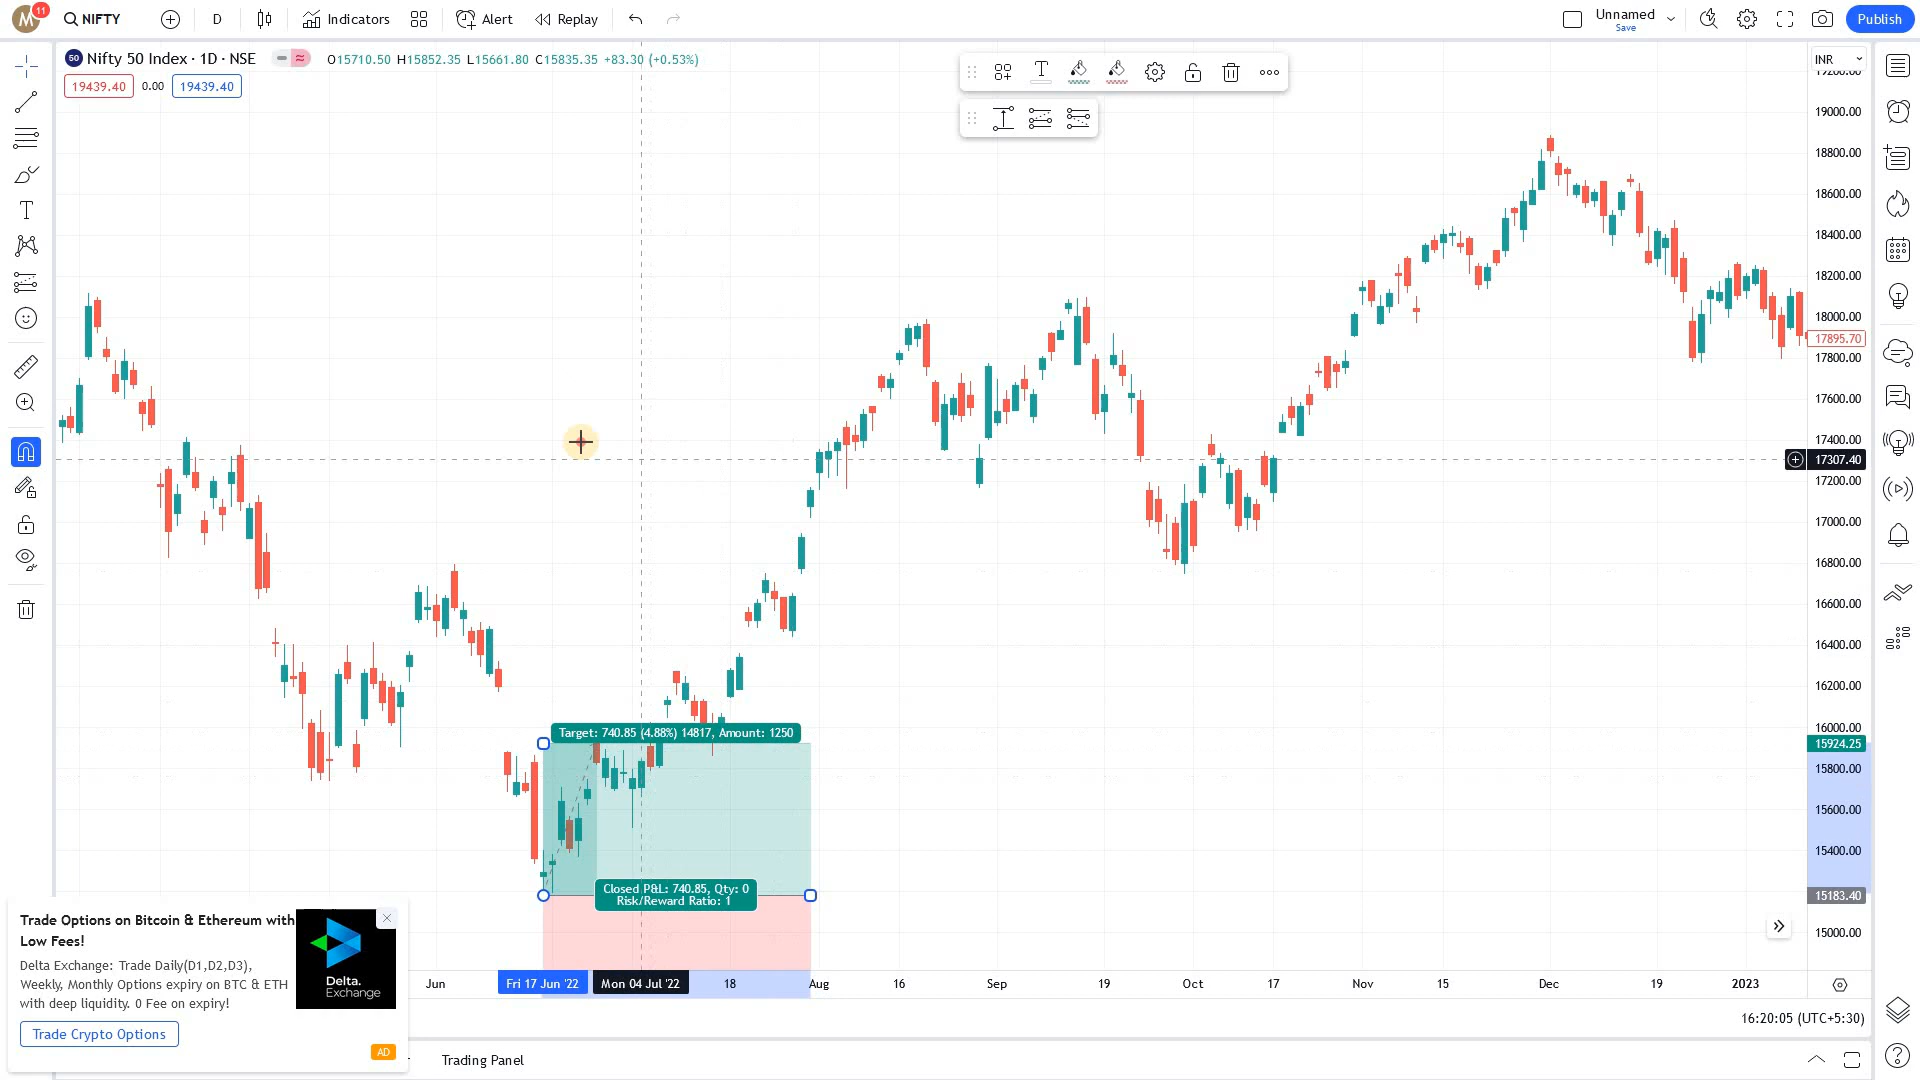 M
11
NIFTY
D
Indicators
Alert
Replay
Unnamed
Save
Publish
50
Nifty 50 Index · 1D · NSE
O15710.50 H15852.35 L15661.80 C15835.35 +83.30 (+0.53%)
19439.40
0.00
19439.40
T
T
INR
19200.00
19000.00
18800.00
18600.00
18400.00
18200.00
18000.00
17895.70
17800.00
17600.00
17400.00
17307.40
17200.00
17000.00
16800.00
16600.00
16400.00
16200.00
16000.00
15924.25
15800.00
15600.00
15400.00
15183.40
15000.00
Target: 740.85 (4.88%) 14817, Amount: 1250
Closed P&L: 740.85, Qty: 0
Risk/Reward Ratio: 1
Jun
Fri 17 Jun '22
Mon 04 Jul '22
18
Aug
16
Sep
19
Oct
17
Nov
15
Dec
19
2023
Trade Options on Bitcoin & Ethereum with
Low Fees!
Delta Exchange: Trade Daily(D1,D2,D3),
Weekly, Monthly Options expiry on BTC & ETH
with deep liquidity. 0 Fee on expiry!
Trade Crypto Options
Delta.
Exchange
AD
16:20:05 (UTC+5:30)
Trading Panel